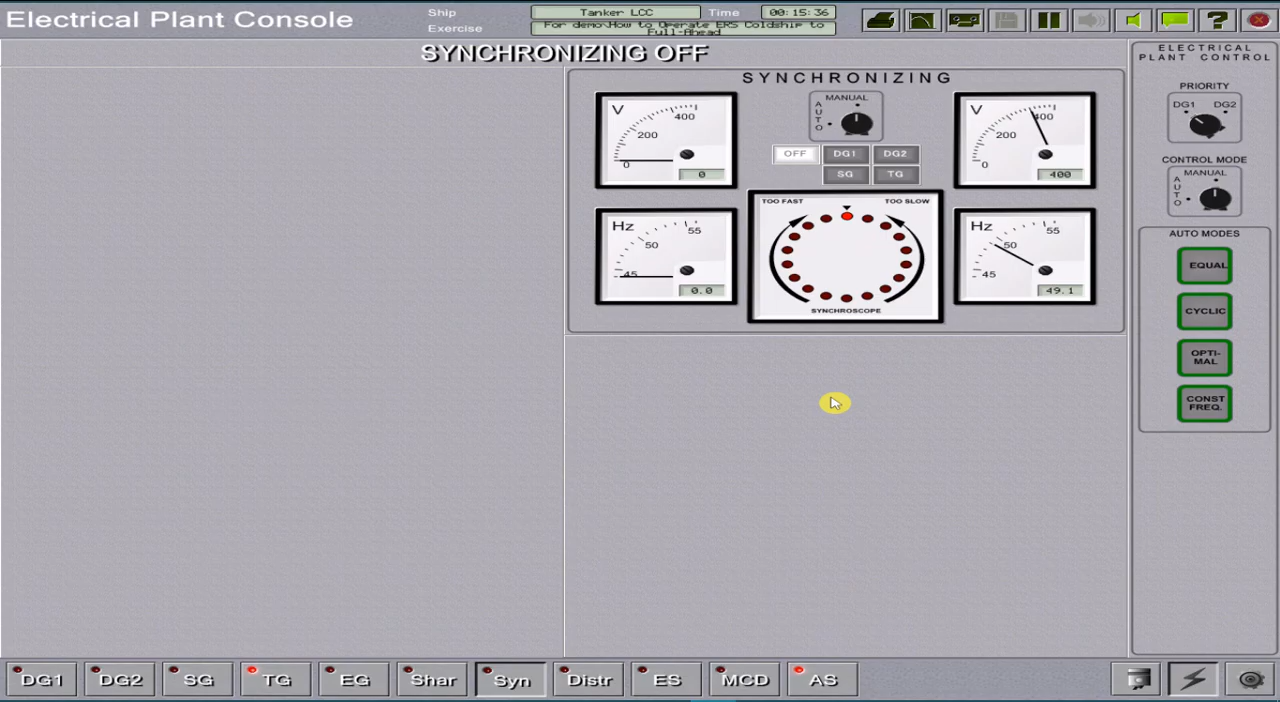 Electrical Plant Console
Ship
Tanker LCC
Time
00:15:36
Exercise
For demo:How to Operate ERS Coldship to
Full-Ahead
SYNCHRONIZING OFF
SYNCHRONIZING
V
400
200
0
0
MANUAL
AUTO
OFF
DG1
DG2
SG
TG
V
400
200
0
400
Hz
55
50
45
0.0
TOO FAST
TOO SLOW
SYNCHROSCOPE
Hz
55
50
45
49.1
ELECTRICAL
PLANT CONTROL
PRIORITY
DG1
DG2
CONTROL MODE
MANUAL
AUTO
AUTO MODES
EQUAL
CYCLIC
OPTI-
MAL
CONST
FREQ.
DG1
DG2
SG
TG
EG
Shar
Syn
Distr
ES
MCD
AS